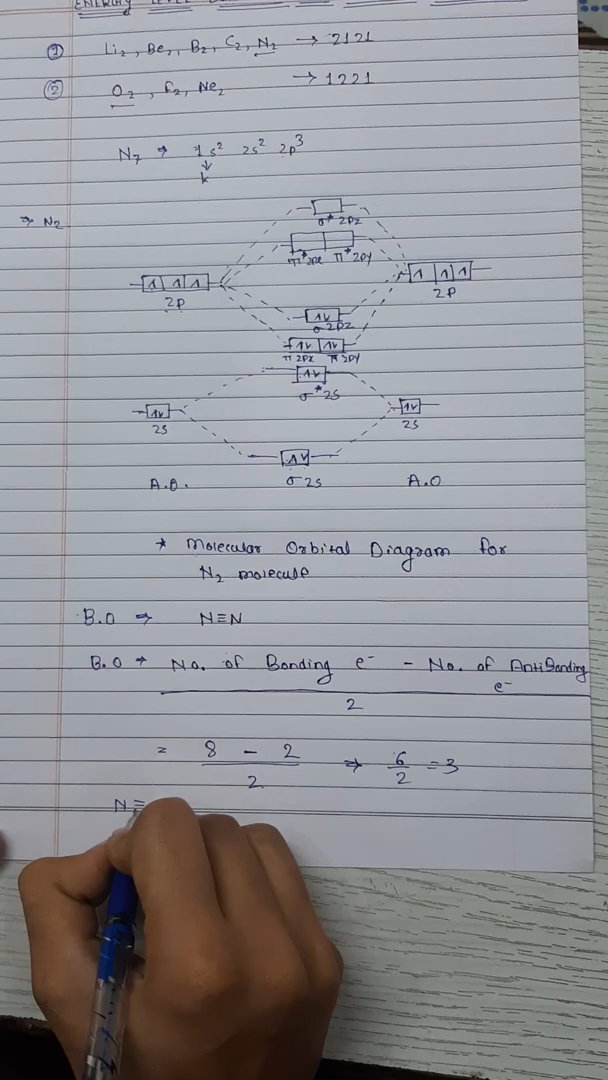 ENERGY LEVEL
① Li₂, Be₂, B₂, C₂, N₂ → 2121
② O₂, F₂, Ne₂ → 1221
N₇ → 1s² 2s² 2p³
k
⇒ N₂
σ* 2pz
π*2px π*2py
2p 2p
σ 2pz
π 2px π 2py
σ*2s
2s 2s
A.O. σ 2s A.O
* Molecular Orbital Diagram for
N₂ molecule
B.O ⇒ N≡N
B.O → No. of Bonding e⁻ - No. of AntiBonding
e⁻
2
= 8 - 2 ⇒ 6 = 3
2 2
N≡